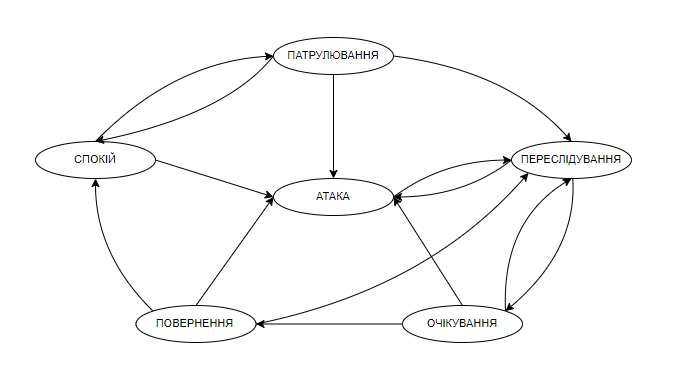 ПАТРУЛЮВАННЯ
СПОКІЙ
ПЕРЕСЛІДУВАННЯ
АТАКА
ПОВЕРНЕННЯ
ОЧІКУВАННЯ